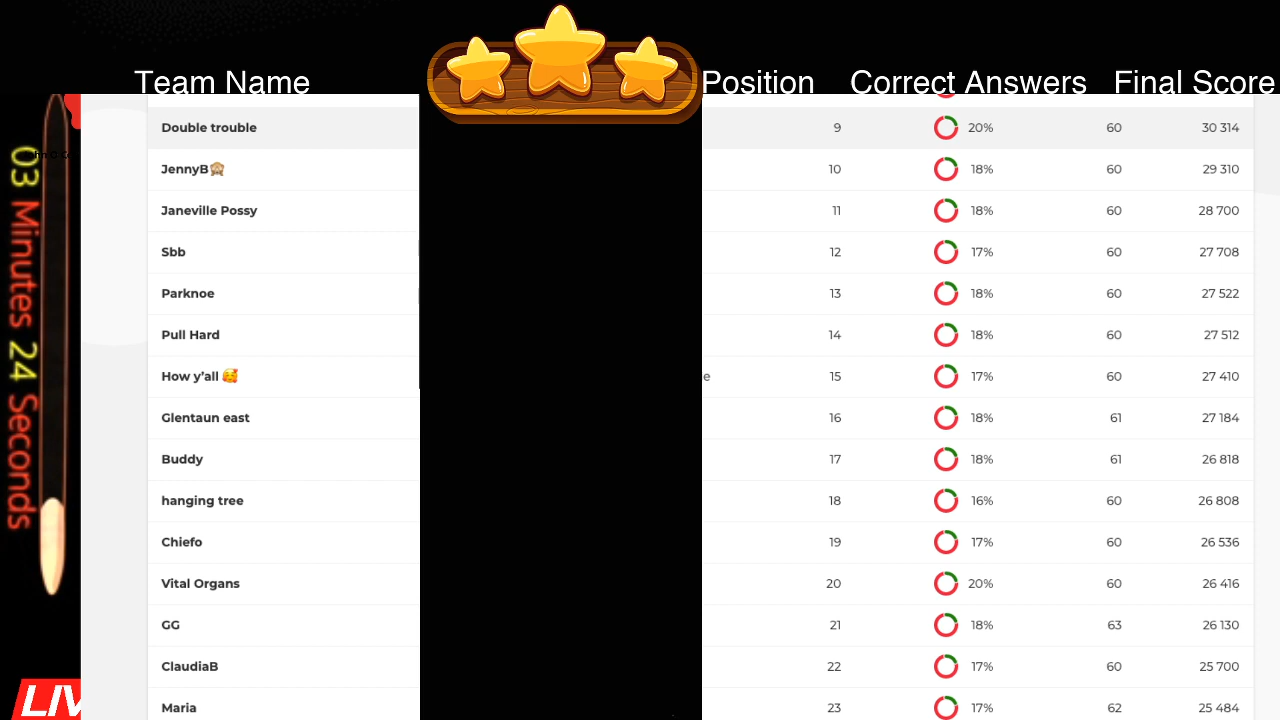 Team Name Position Correct Answers Final Score
Double trouble 9 20% 60 30 314
JennyB🙈 10 18% 60 29 310
Janeville Possy 11 18% 60 28 700
Sbb 12 17% 60 27 708
Parknoe 13 18% 60 27 522
Pull Hard 14 18% 60 27 512
How y’all 🥰 e 15 17% 60 27 410
Glentaun east 16 18% 61 27 184
Buddy 17 18% 61 26 818
hanging tree 18 16% 60 26 808
Chiefo 19 17% 60 26 536
Vital Organs 20 20% 60 26 416
GG 21 18% 63 26 130
ClaudiaB 22 17% 60 25 700
Maria 23 17% 62 25 484
03 Minutes 24 Seconds
LIV